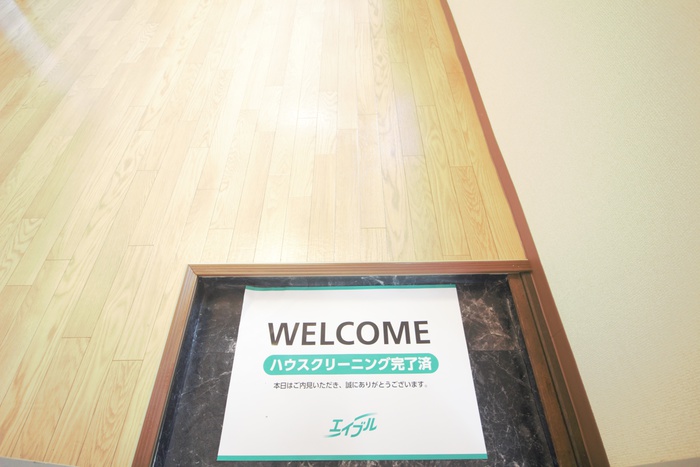 WELCOME
ハウスクリーニング完了済
本日はご内見いただき、誠にありがとうございます。
エイブル